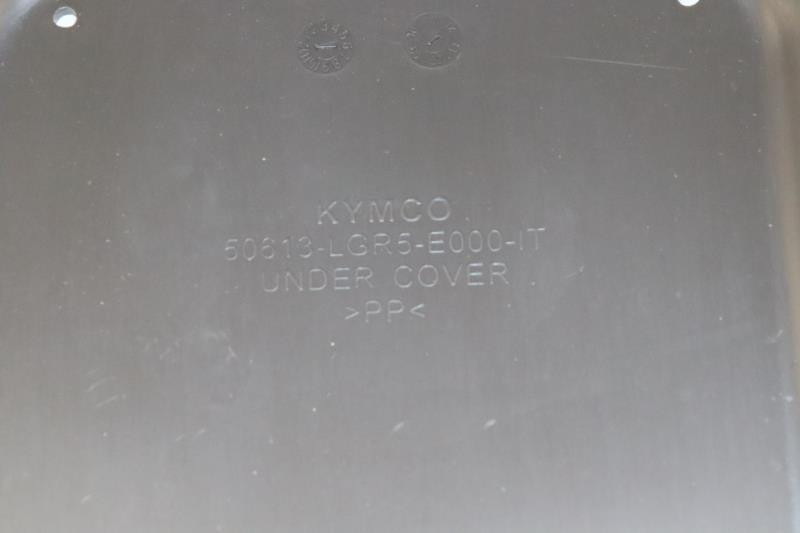 KYMCO
50613-LGR5-E000-IT
UNDER COVER
>PP<